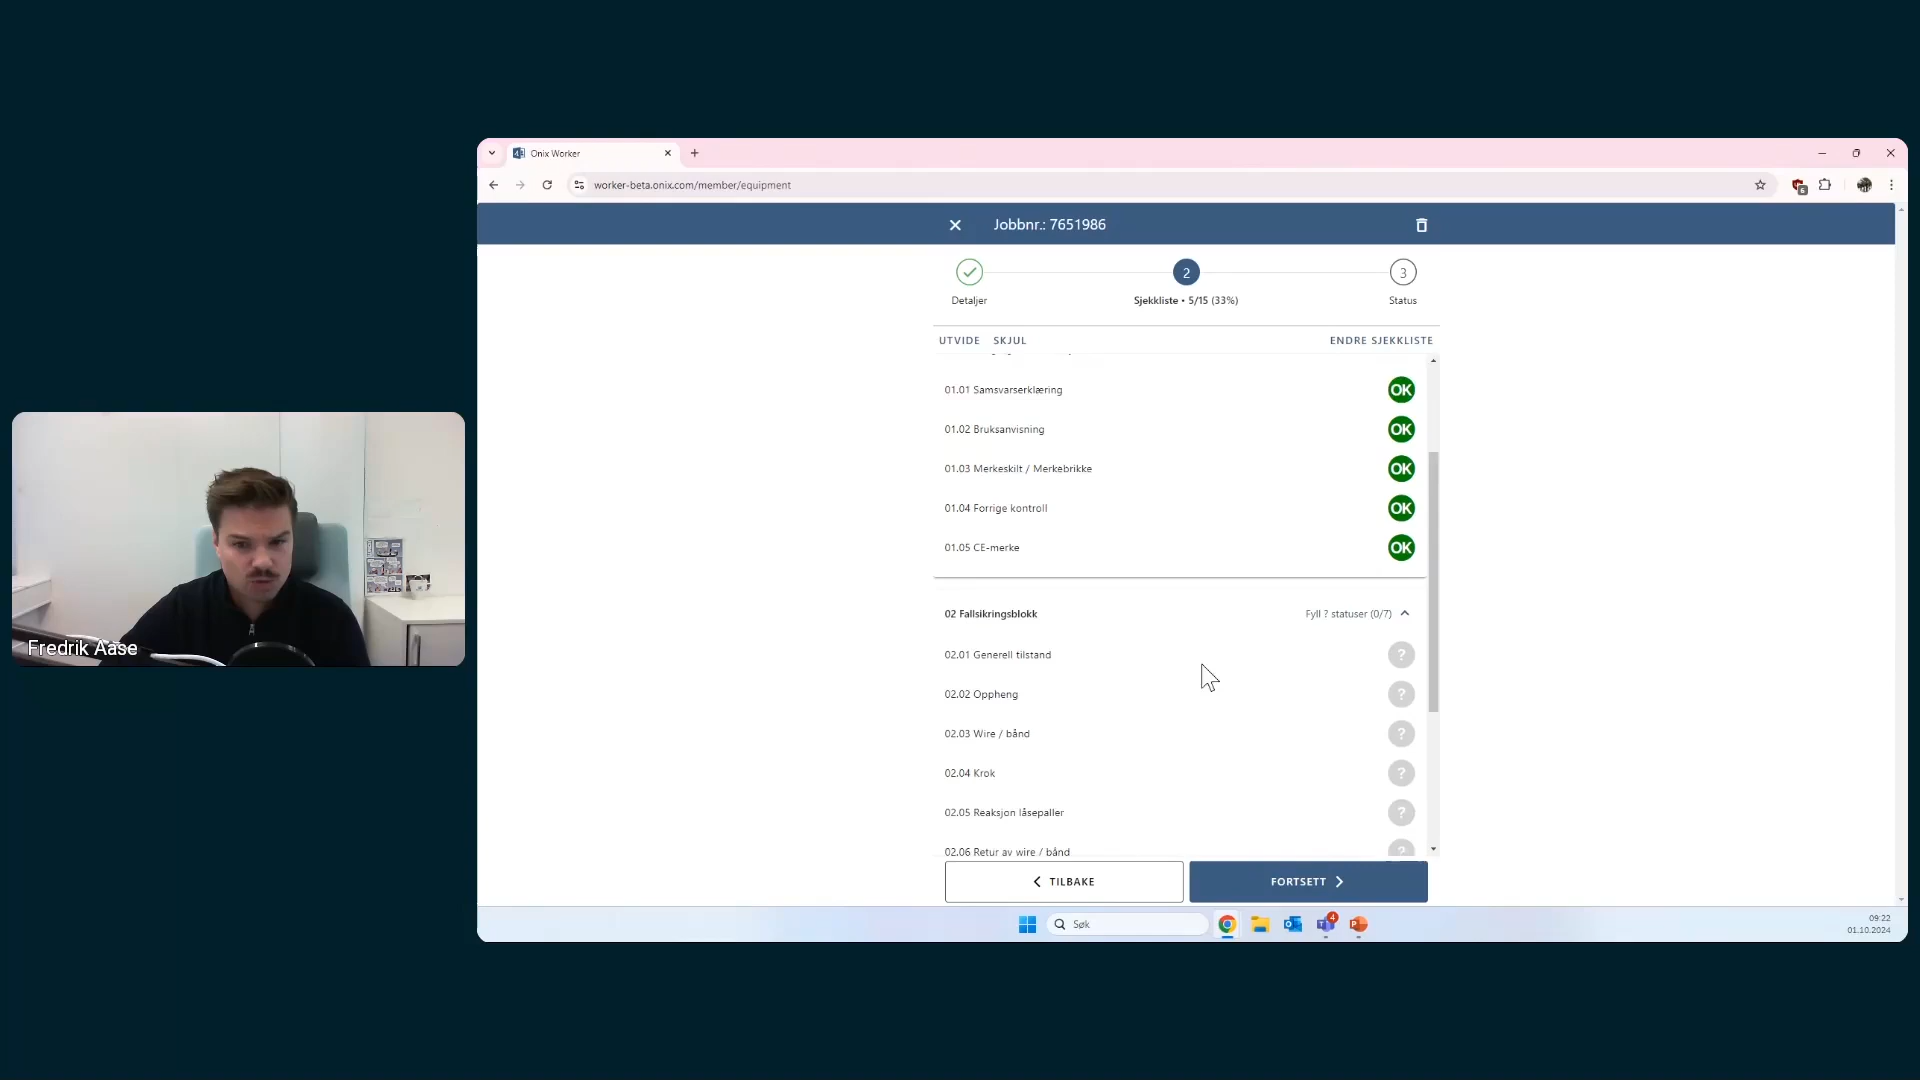 Onix Worker
worker-beta.onix.com/member/equipment
6
Jobbnr.: 7651986
2
3
Detaljer
Sjekkliste • 5/15 (33%)
Status
UTVIDE SKJUL ENDRE SJEKKLISTE
01.01 Samsvarserklæring OK
01.02 Bruksanvisning OK
01.03 Merkeskilt / Merkebrikke OK
01.04 Forrige kontroll OK
01.05 CE-merke OK
02 Fallsikringsblokk Fyll ? statuser (0/7)
02.01 Generell tilstand ?
02.02 Oppheng ?
02.03 Wire / bånd ?
02.04 Krok ?
02.05 Reaksjon låsepaller ?
02.06 Retur av wire / bånd ?
TILBAKE
FORTSETT
Søk
4
09:22
01.10.2024
Fredrik Aase